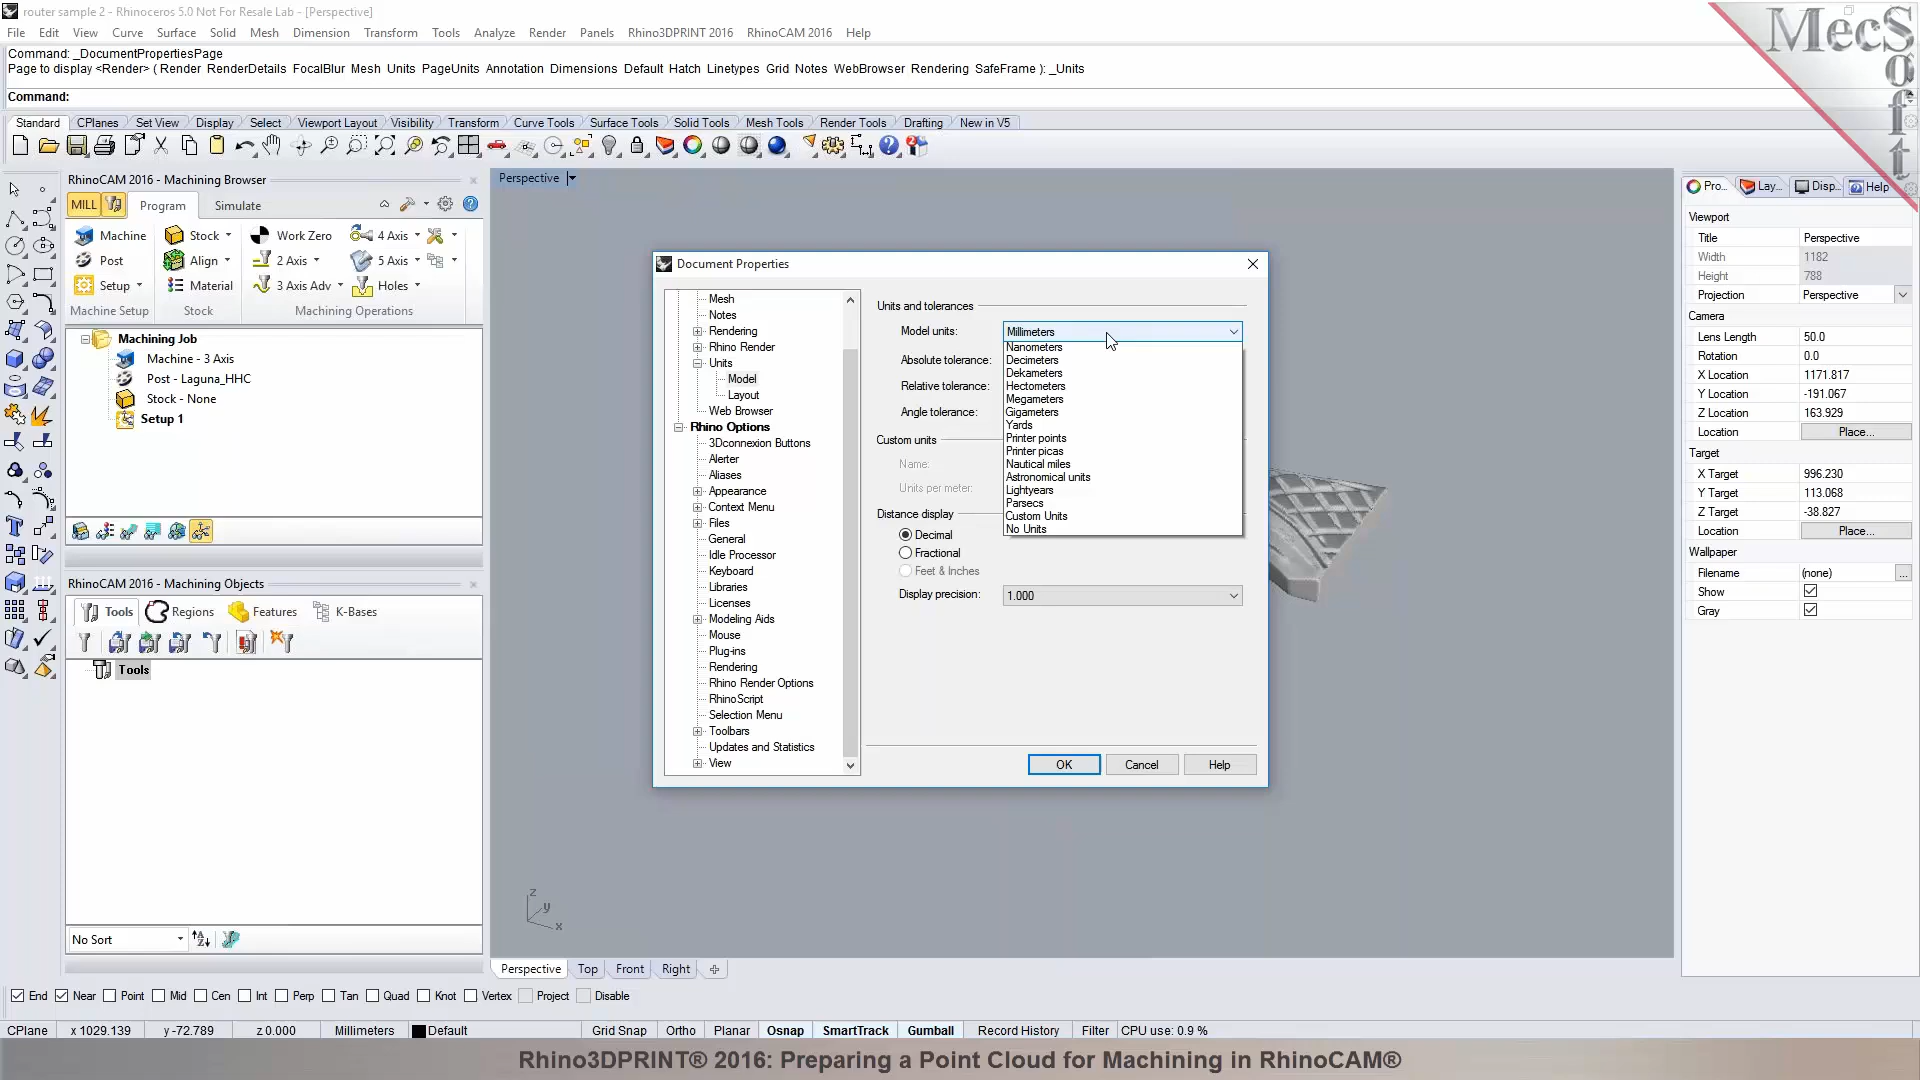 router sample 2 - Rhinoceros 5.0 Not For Resale Lab - [Perspective]
File Edit View Curve Surface Solid Mesh Dimension Transform Tools Analyze Render Panels Rhino3DPRINT 2016 RhinoCAM 2016 Help
Command: _DocumentPropertiesPage
Page to display <Render> ( Render RenderDetails FocalBlur Mesh Units PageUnits Annotation Dimensions Default Hatch Linetypes Grid Notes WebBrowser Rendering SafeFrame ): _Units
Command:
MecSoft
Standard CPlanes Set View Display Select Viewport Layout Visibility Transform Curve Tools Surface Tools Solid Tools Mesh Tools Render Tools Drafting New in V5
RhinoCAM 2016 - Machining Browser
MILL Program Simulate
Machine Stock Work Zero 4 Axis
Post Align 2 Axis 5 Axis
Setup Material 3 Axis Adv Holes
Machine Setup Stock Machining Operations
Machining Job
Machine - 3 Axis
Post - Laguna_HHC
Stock - None
Setup 1
RhinoCAM 2016 - Machining Objects
Tools Regions Features K-Bases
Tools
No Sort
Perspective
Document Properties
Mesh
Notes
Rendering
Rhino Render
Units
Model
Layout
Web Browser
Rhino Options
3Dconnexion Buttons
Alerter
Aliases
Appearance
Context Menu
Files
General
Idle Processor
Keyboard
Libraries
Licenses
Modeling Aids
Mouse
Plug-ins
Rendering
Rhino Render Options
RhinoScript
Selection Menu
Toolbars
Updates and Statistics
View
Units and tolerances
Model units: Millimeters
Absolute tolerance:
Relative tolerance:
Angle tolerance:
Custom units
Name:
Units per meter:
Distance display
Decimal
Fractional
Feet & Inches
Display precision: 1.000
Nanometers
Decimeters
Dekameters
Hectometers
Megameters
Gigameters
Yards
Printer points
Printer picas
Nautical miles
Astronomical units
Lightyears
Parsecs
Custom Units
No Units
OK Cancel Help
z
y
x
Perspective Top Front Right
Pro... Lay... Disp... Help
Viewport
Title Perspective
Width 1182
Height 788
Projection Perspective
Camera
Lens Length 50.0
Rotation 0.0
X Location 1171.817
Y Location -191.067
Z Location 163.929
Location Place...
Target
X Target 996.230
Y Target 113.068
Z Target -38.827
Location Place...
Wallpaper
Filename (none) ...
Show
Gray
End Near Point Mid Cen Int Perp Tan Quad Knot Vertex Project Disable
CPlane x 1029.139 y -72.789 z 0.000 Millimeters Default Grid Snap Ortho Planar Osnap SmartTrack Gumball Record History Filter CPU use: 0.9 %
Rhino3DPRINT® 2016: Preparing a Point Cloud for Machining in RhinoCAM®